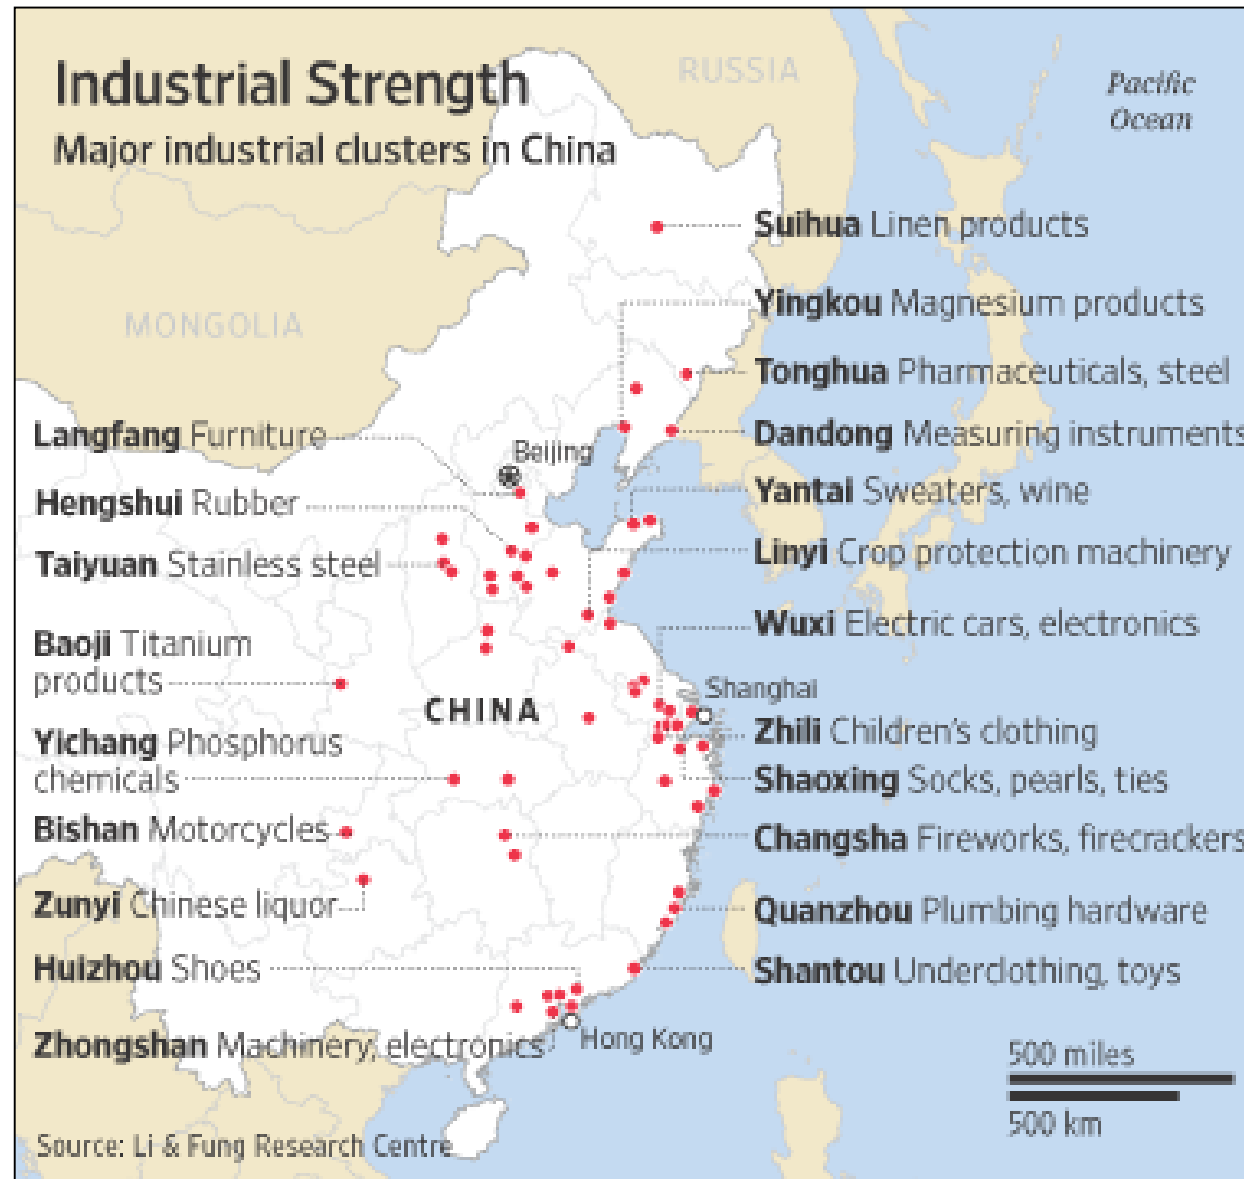 Industrial Strength
Major industrial clusters in China
RUSSIA
Pacific
Ocean
MONGOLIA
Suihua Linen products
Yingkou Magnesium products
Tonghua Pharmaceuticals, steel
Langfang Furniture
Beijing
Dandong Measuring instruments
Hengshui Rubber
Yantai Sweaters, wine
Taiyuan Stainless steel
Linyi Crop protection machinery
Baoji Titanium
products
Wuxi Electric cars, electronics
CHINA
Shanghai
Yichang Phosphorus
chemicals
Zhili Children's clothing
Shaoxing Socks, pearls, ties
Bishan Motorcycles
Changsha Fireworks, firecrackers
Zunyi Chinese liquor
Quanzhou Plumbing hardware
Huizhou Shoes
Shantou Underclothing, toys
Zhongshan Machinery, electronics
Hong Kong
500 miles
500 km
Source: Li & Fung Research Centre